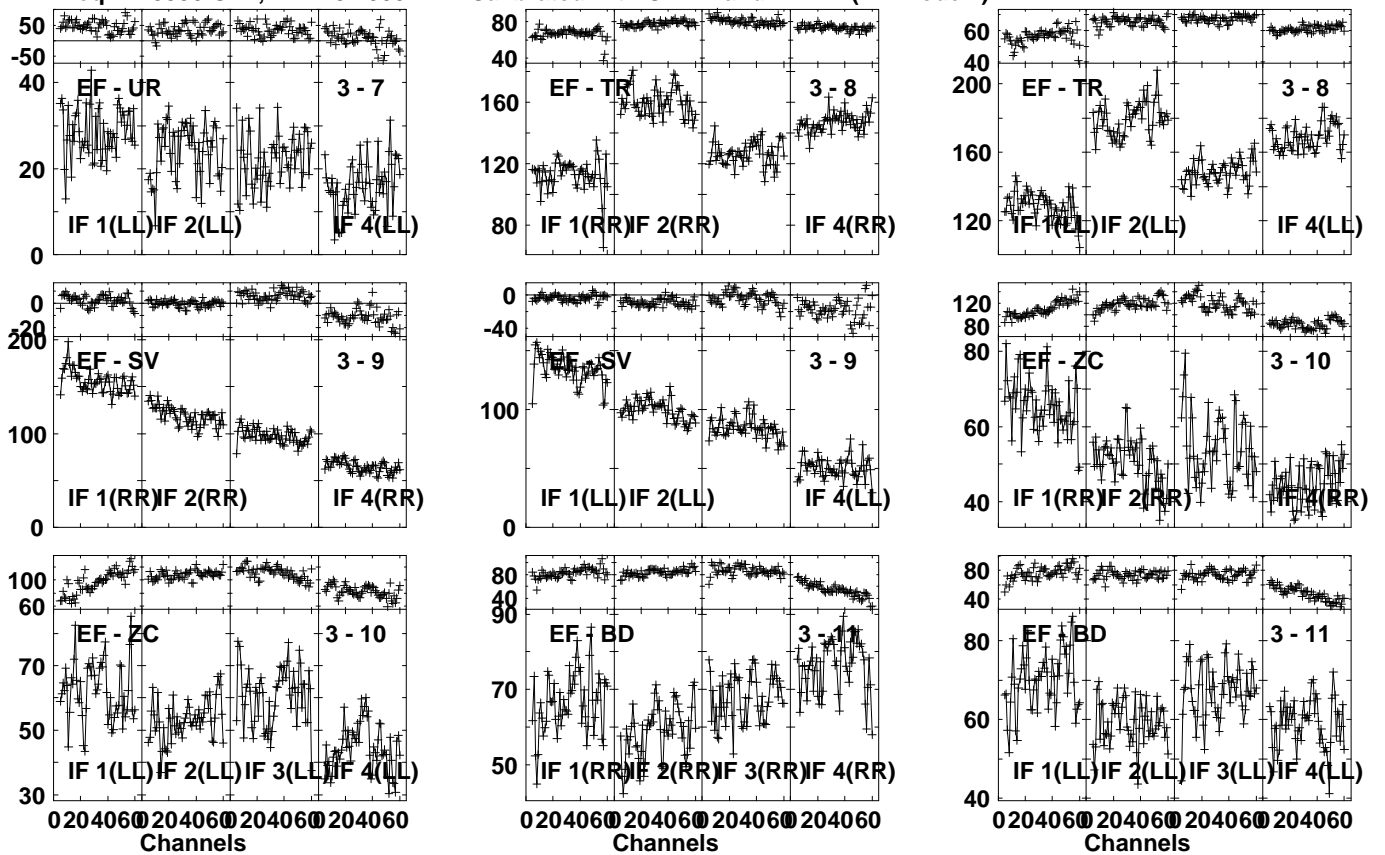 50
-50
40
20
0
EF - UR
3 - 7
IF 1(LL)
IF 2(LL)
IF 4(LL)
80
40
160
120
80
EF - TR
3 - 8
IF 1(RR)
IF 2(RR)
IF 4(RR)
60
40
200
160
120
EF - TR
3 - 8
IF 1(LL)
IF 2(LL)
IF 4(LL)
0
-20
200
100
0
EF - SV
3 - 9
IF 1(RR)
IF 2(RR)
IF 4(RR)
0
-40
100
0
EF - SV
3 - 9
IF 1(LL)
IF 2(LL)
IF 4(LL)
120
80
80
60
40
EF - ZC
3 - 10
IF 1(RR)
IF 2(RR)
IF 4(RR)
100
60
70
50
30
EF - ZC
3 - 10
IF 1(LL)
IF 2(LL)
IF 3(LL)
IF 4(LL)
0 20 40 60 0 20 40 60 0 20 40 60 0 20 40 60
Channels
80
40
90
70
50
EF - BD
3 - 11
IF 1(RR)
IF 2(RR)
IF 3(RR)
IF 4(RR)
0 20 40 60 0 20 40 60 0 20 40 60 0 20 40 60
Channels
80
40
80
60
40
EF - BD
3 - 11
IF 1(LL)
IF 2(LL)
IF 3(LL)
IF 4(LL)
0 20 40 60 0 20 40 60 0 20 40 60 0 20 40 60
Channels